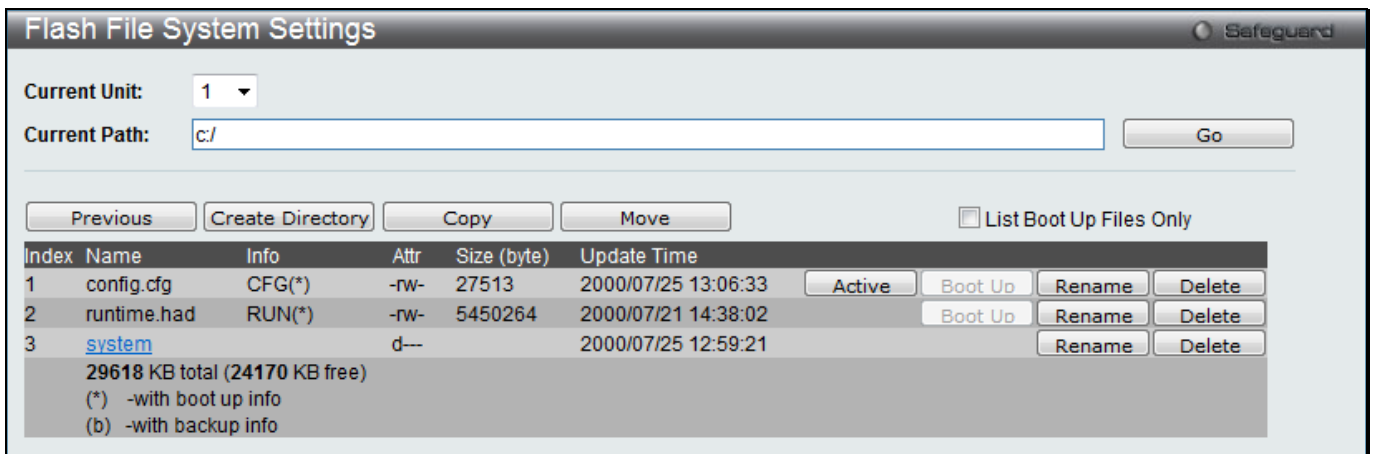 Flash File System Settings Safeguard
Current Unit: 1
Current Path: c:/ Go
Previous Create Directory Copy Move List Boot Up Files Only
Index Name Info Attr Size (byte) Update Time
1 config.cfg CFG(*) -rw- 27513 2000/07/25 13:06:33 Active Boot Up Rename Delete
2 runtime.had RUN(*) -rw- 5450264 2000/07/21 14:38:02 Boot Up Rename Delete
3 system d--- 2000/07/25 12:59:21 Rename Delete
29618 KB total (24170 KB free)
(*) -with boot up info
(b) -with backup info